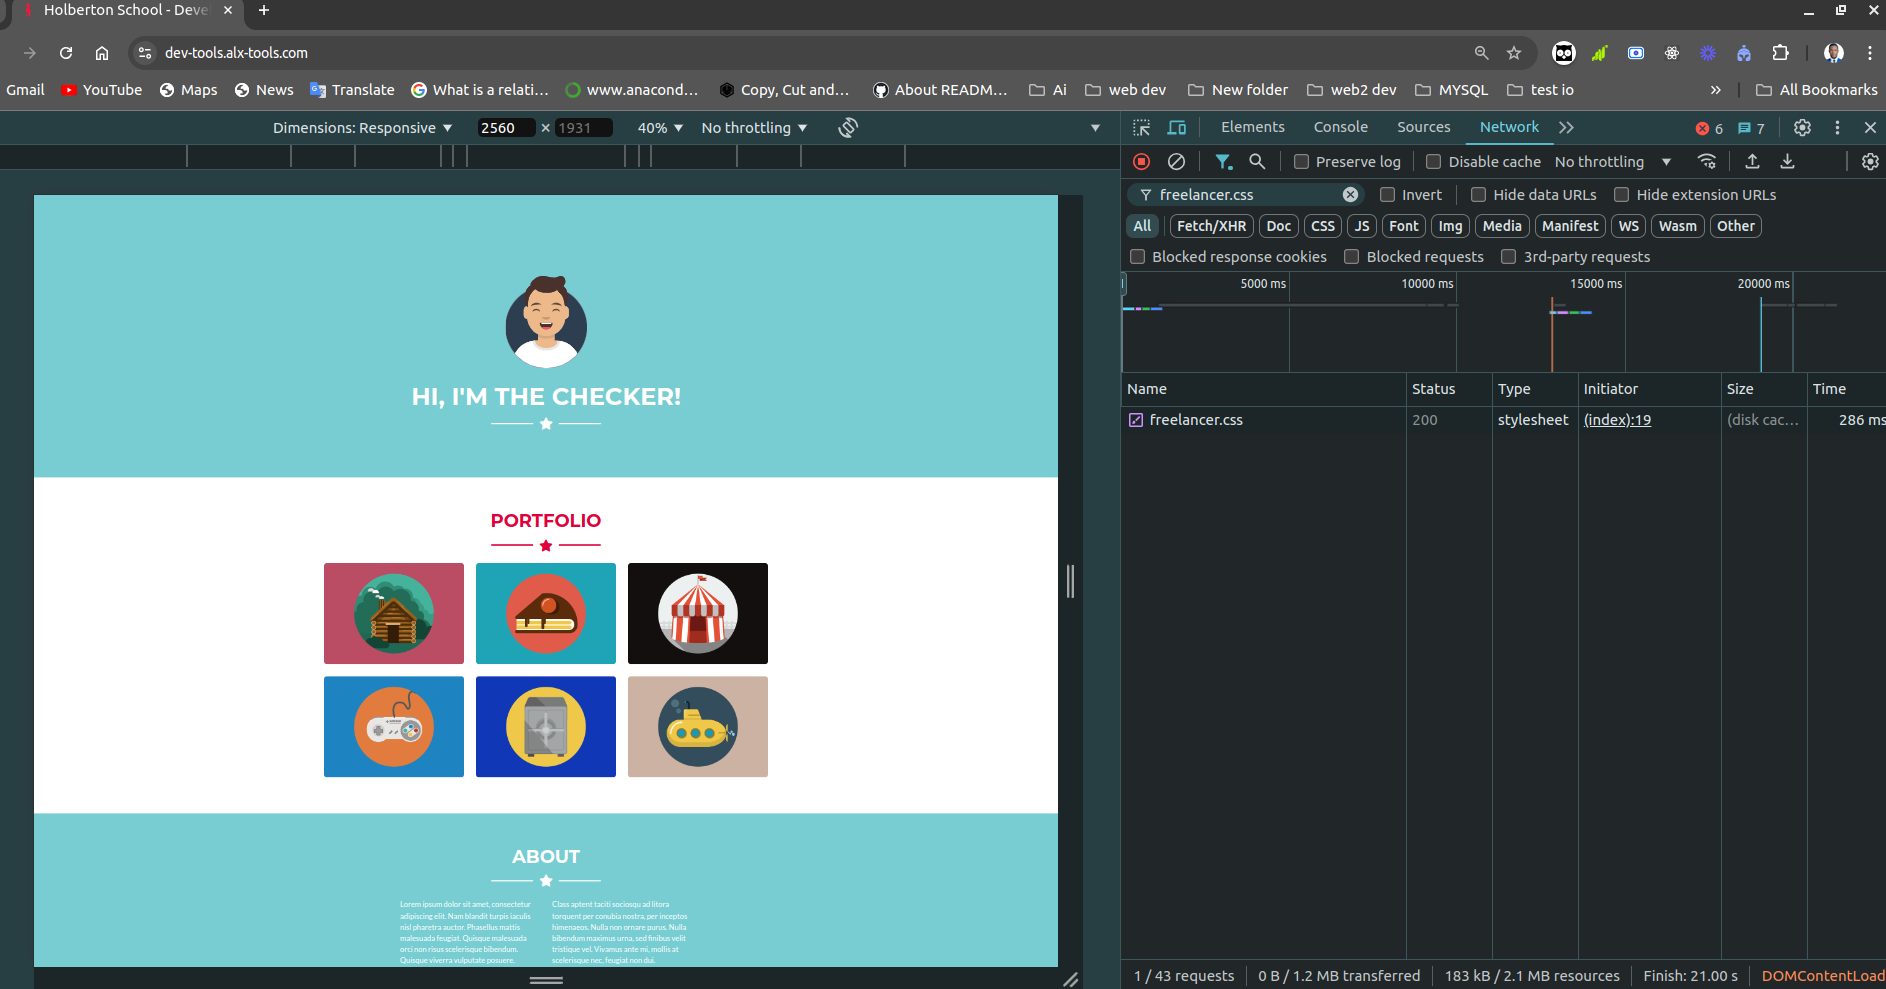 Holberton School - Deve
dev-tools.alx-tools.com
Gmail
YouTube
Maps
News
Translate
What is a relati...
www.anacond...
Copy, Cut and...
About READM...
Ai
web dev
New folder
web2 dev
MYSQL
test io
»
All Bookmarks
Dimensions: Responsive
2560 × 1931
40%
No throttling
Elements
Console
Sources
Network
6
7
Preserve log
Disable cache
No throttling
freelancer.css
Invert
Hide data URLs
Hide extension URLs
All
Fetch/XHR
Doc
CSS
JS
Font
Img
Media
Manifest
WS
Wasm
Other
Blocked response cookies
Blocked requests
3rd-party requests
5000 ms
10000 ms
15000 ms
20000 ms
Name
Status
Type
Initiator
Size
Time
freelancer.css
200
stylesheet
(index):19
(disk cac...
286 ms
1 / 43 requests
0 B / 1.2 MB transferred
183 kB / 2.1 MB resources
Finish: 21.00 s
DOMContentLoad
HI, I'M THE CHECKER!
PORTFOLIO
ABOUT
Lorem ipsum dolor sit amet, consectetur
adipiscing elit. Nam blandit turpis iaculis
nisl pharetra auctor. Phasellus mattis
malesuada feugiat. Quisque malesuada
orci non risus scelerisque bibendum.
Quisque viverra vulputate posuere.
Class aptent taciti sociosqu ad litora
torquent per conubia nostra, per inceptos
himenaeos. Nulla non ornare purus. Nulla
bibendum maximus urna, sed finibus velit
tristique vel. Vivamus ante mi, mollis at
scelerisque nec, feugiat non dui.